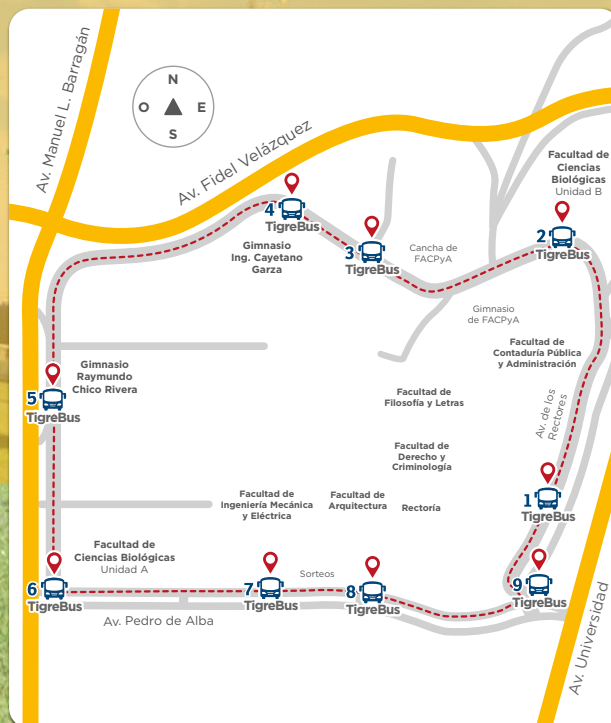 Av. Manuel L. Barragán
N
O
E
S
Av. Fidel Velázquez
Facultad de
Ciencias
Biológicas
Unidad B
4
TigreBus
Gimnasio
Ing. Cayetano
Garza
3
TigreBus
Cancha de
FACPyA
2
TigreBus
Gimnasio
de FACPyA
Facultad de
Contaduría Pública
y Administración
Gimnasio
Raymundo
Chico Rivera
5
TigreBus
Facultad de
Filosofía y Letras
Av. de los
Rectores
Facultad de
Derecho y
Criminología
Facultad de
Ingeniería Mecánica
y Eléctrica
Facultad de
Arquitectura
Rectoría
1
TigreBus
Facultad de
Ciencias Biológicas
Unidad A
6
TigreBus
7
TigreBus
Sorteos
8
TigreBus
9
TigreBus
Av. Pedro de Alba
Av. Universidad